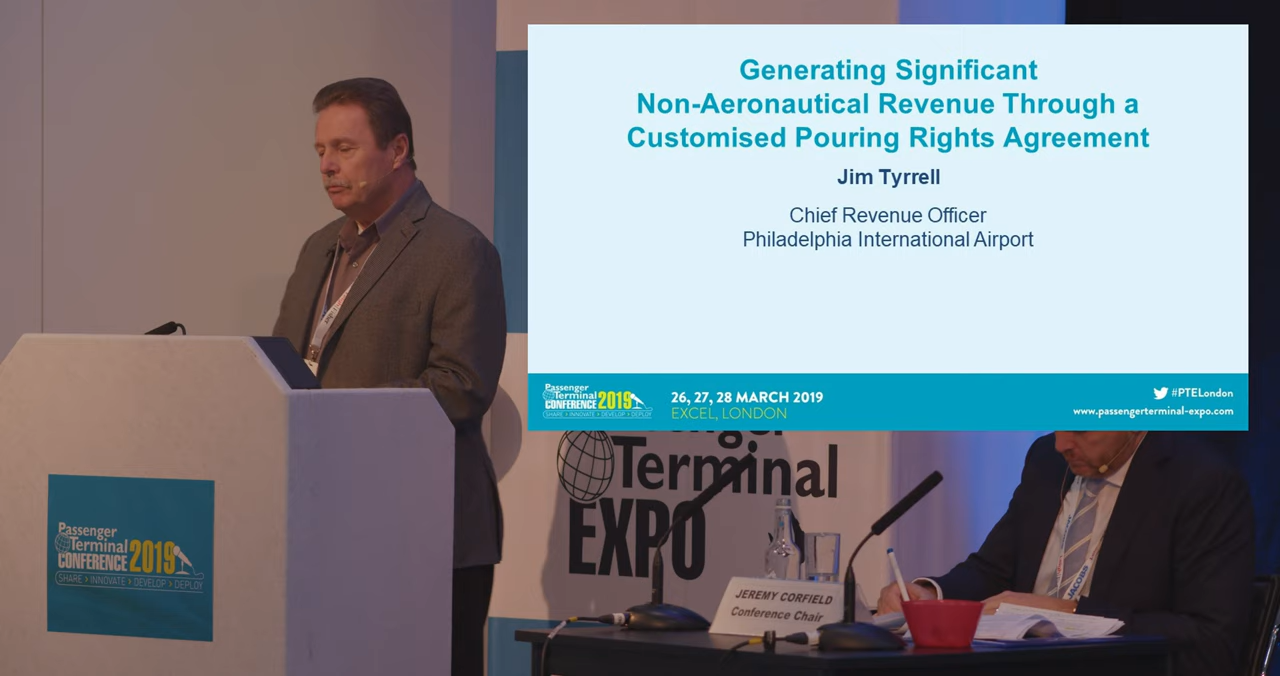 Generating Significant
Non-Aeronautical Revenue Through a
Customised Pouring Rights Agreement
Jim Tyrrell
Chief Revenue Officer
Philadelphia International Airport
Passenger
Terminal
CONFERENCE 2019
SHARE > INNOVATE > DEVELOP > DEPLOY
26, 27, 28 MARCH 2019
EXCEL, LONDON
#PTELondon
www.passengerterminal-expo.com
Passenger
Terminal
EXPO
Passenger
Terminal
CONFERENCE 2019
SHARE > INNOVATE > DEVELOP > DEPLOY
JEREMY CORFIELD
Conference Chair
JACOBS